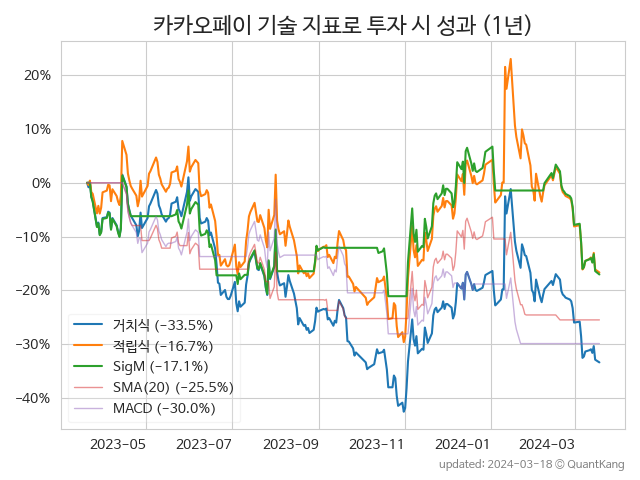 카카오페이 기술 지표로 투자 시 성과 (1년)
20%
10%
0%
−10%
−20%
−30%
−40%
거치식 (−33.5%)
적립식 (−16.7%)
SigM (−17.1%)
SMA(20) (−25.5%)
MACD (−30.0%)
2023−05 2023−07 2023−09 2023−11 2024−01 2024−03
updated: 2024-03-18 ⓒ QuantKang